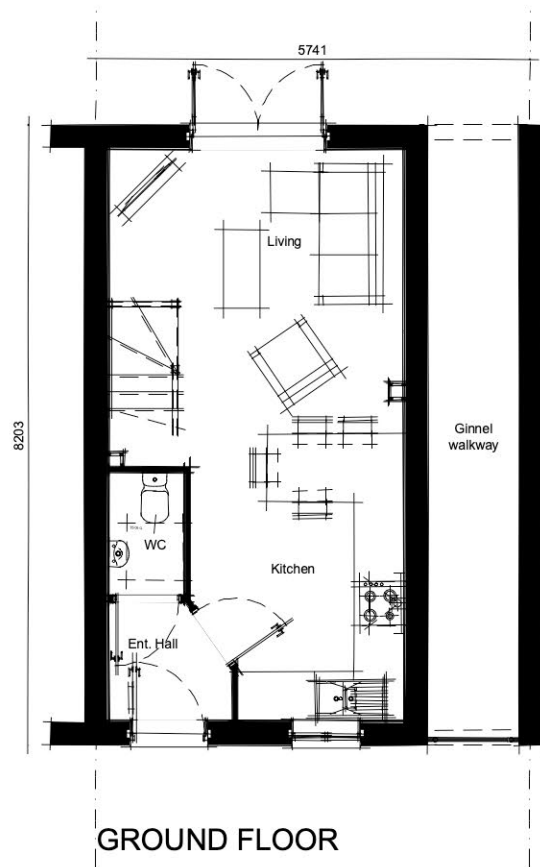 5741
Living
8203
Ginnel
walkway
WC
Kitchen
Ent. Hall
GROUND FLOOR